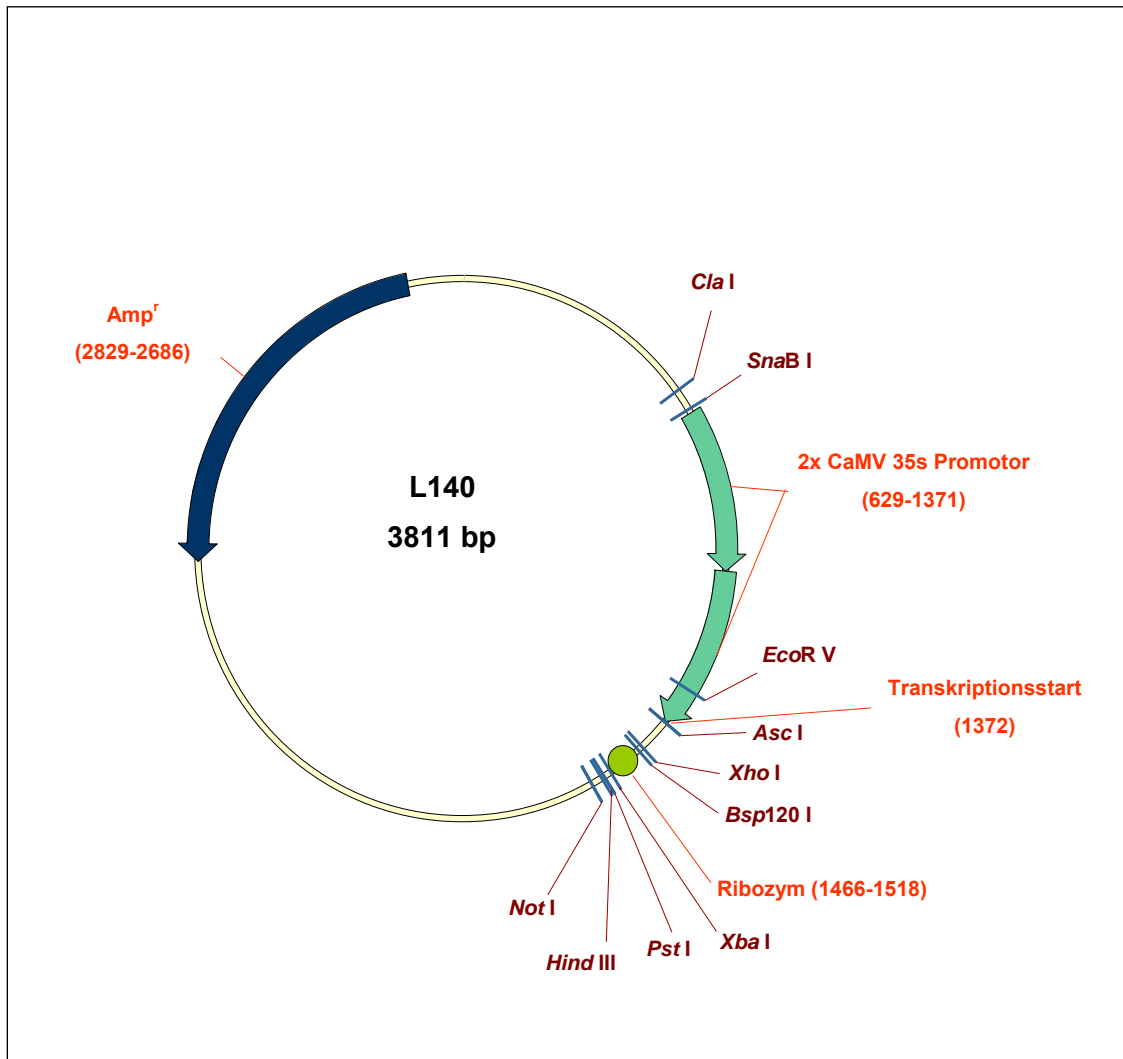 Cla I
SnaB I
Amp^r
(2829-2686)
2x CaMV 35s Promotor
(629-1371)
L140
3811 bp
EcoR V
Transkriptionsstart
(1372)
Asc I
Xho I
Bsp120 I
Ribozym (1466-1518)
Not I
Xba I
Pst I
Hind III